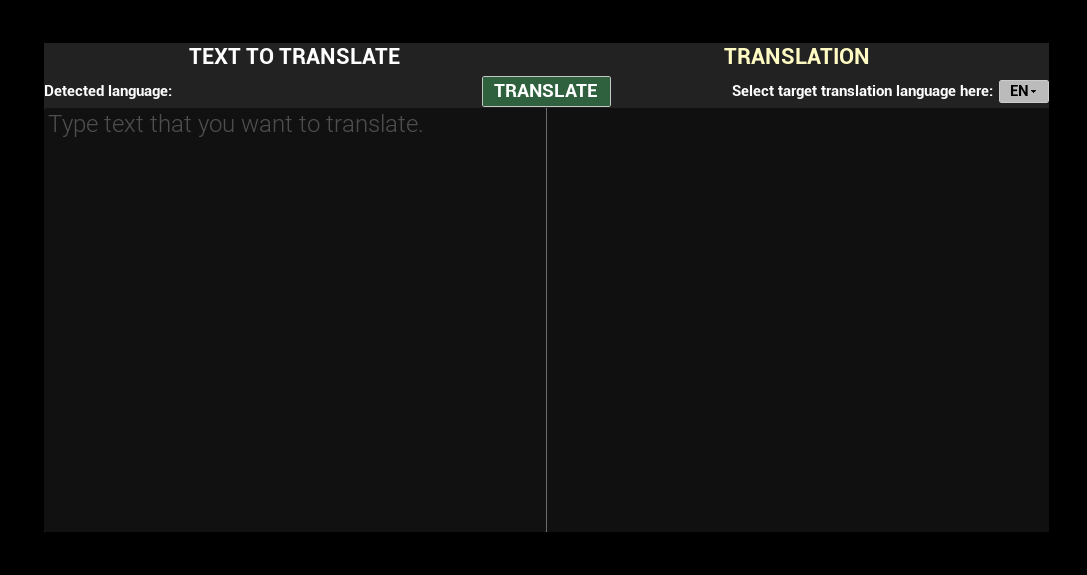 TEXT TO TRANSLATE
TRANSLATION
Detected language:
TRANSLATE
Select target translation language here:
EN
Type text that you want to translate.